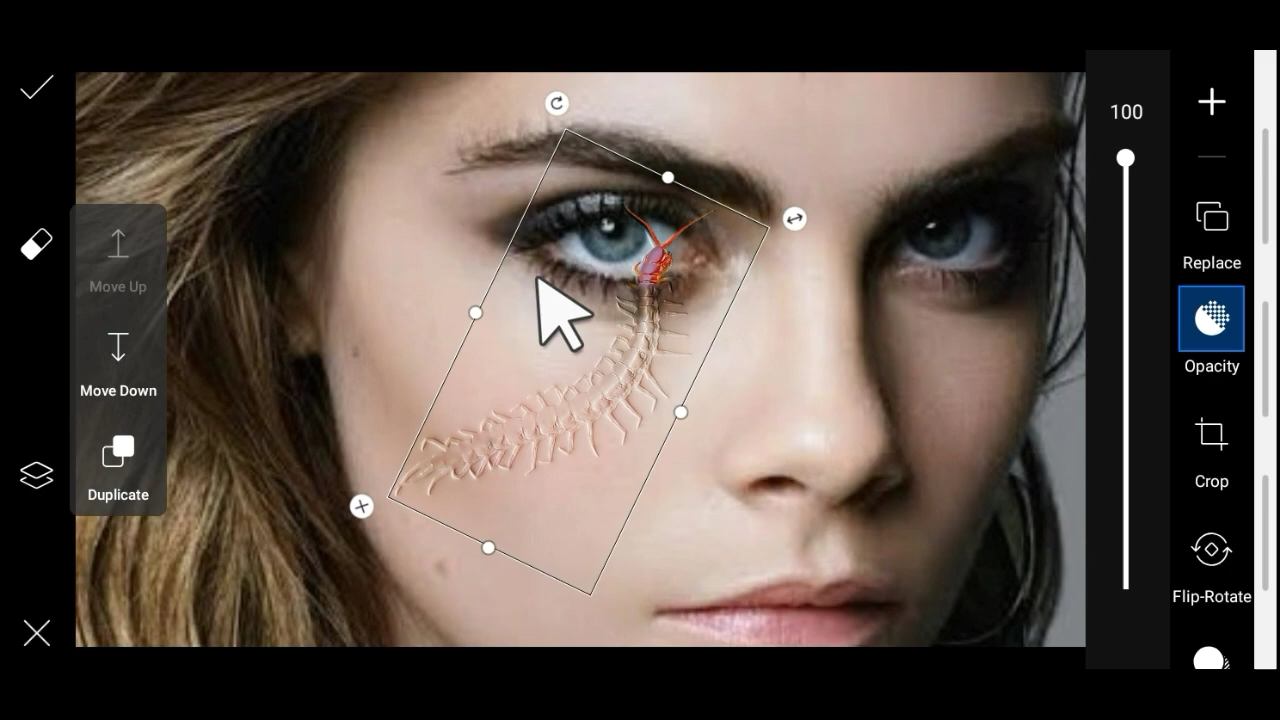 Move Up
Move Down
Duplicate
100
Replace
Opacity
Crop
Flip-Rotate